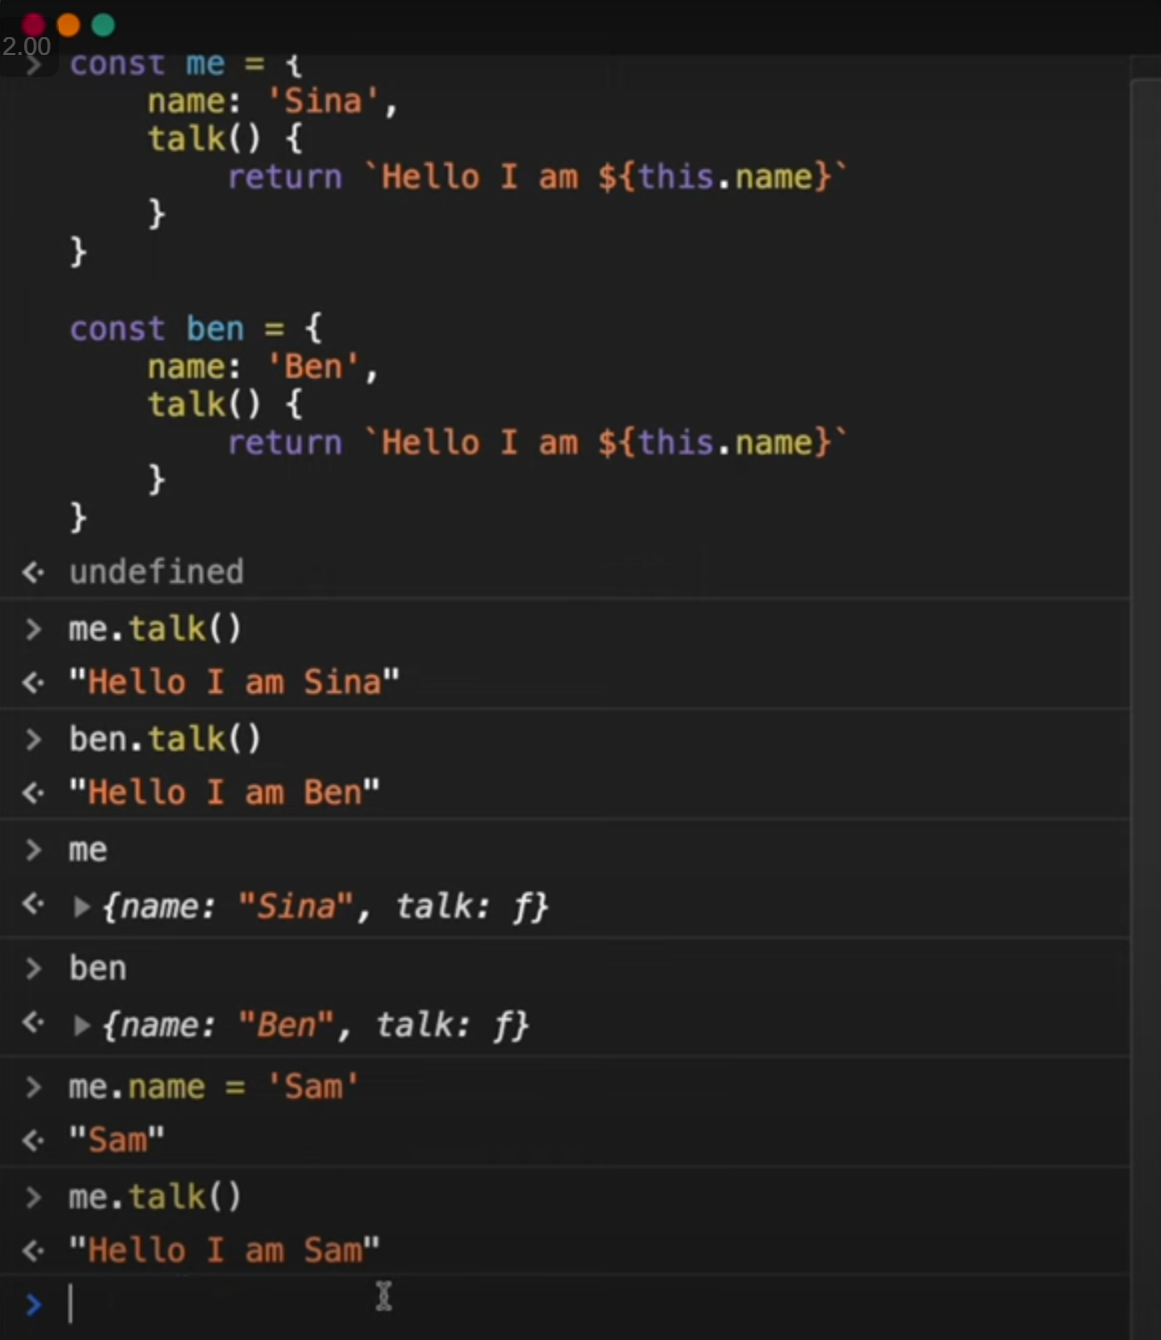 2.00
> const me = {
    name: 'Sina',
    talk() {
        return `Hello I am ${this.name}`
    }
}
const ben = {
    name: 'Ben',
    talk() {
        return `Hello I am ${this.name}`
    }
}
undefined
> me.talk()
"Hello I am Sina"
> ben.talk()
"Hello I am Ben"
> me
{name: "Sina", talk: ƒ}
> ben
{name: "Ben", talk: ƒ}
> me.name = 'Sam'
"Sam"
> me.talk()
"Hello I am Sam"
>